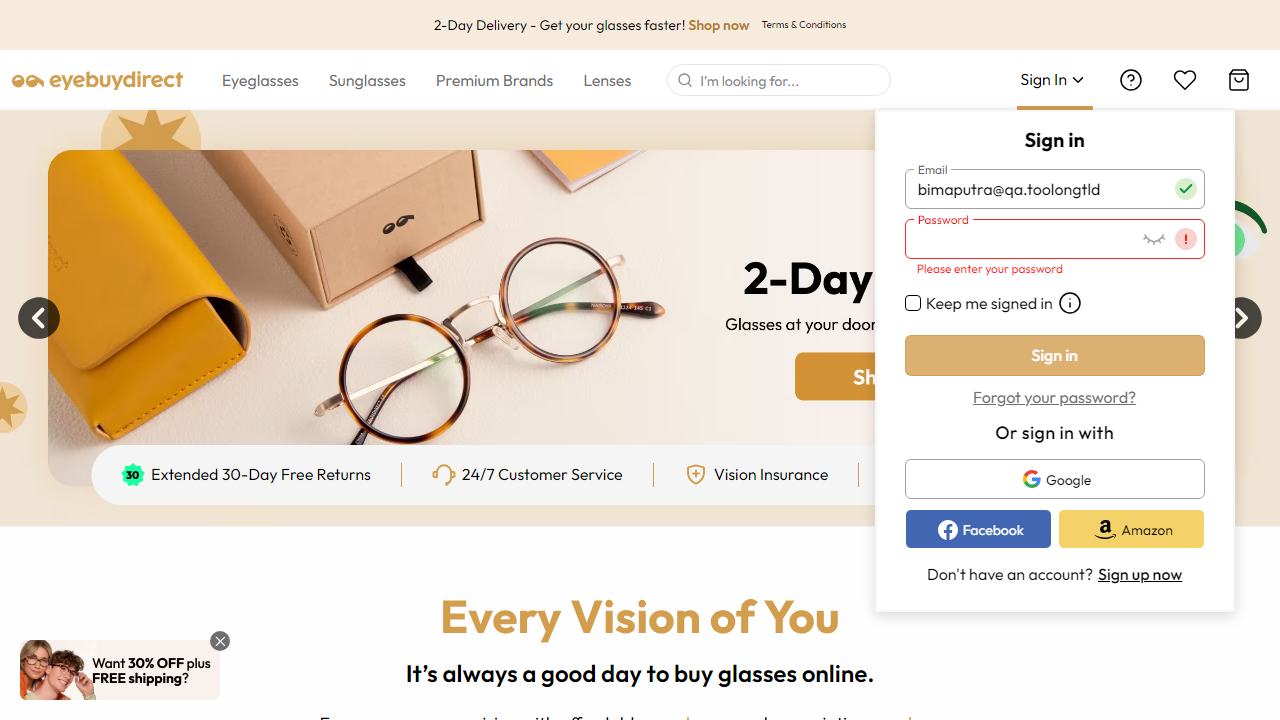 2-Day Delivery - Get your glasses faster! Shop now Terms & Conditions
eyebuydirect Eyeglasses Sunglasses Premium Brands Lenses I'm looking for... Sign In
Sign in
Email
bimaputra@qa.toolongtld
Password
Please enter your password
Keep me signed in
Sign in
Forgot your password?
Or sign in with
Google
Facebook Amazon
Don't have an account? Sign up now
2-Day
Glasses at your door
Sh
30 Extended 30-Day Free Returns 24/7 Customer Service Vision Insurance
Every Vision of You
It's always a good day to buy glasses online.
Want 30% OFF plus
FREE shipping?